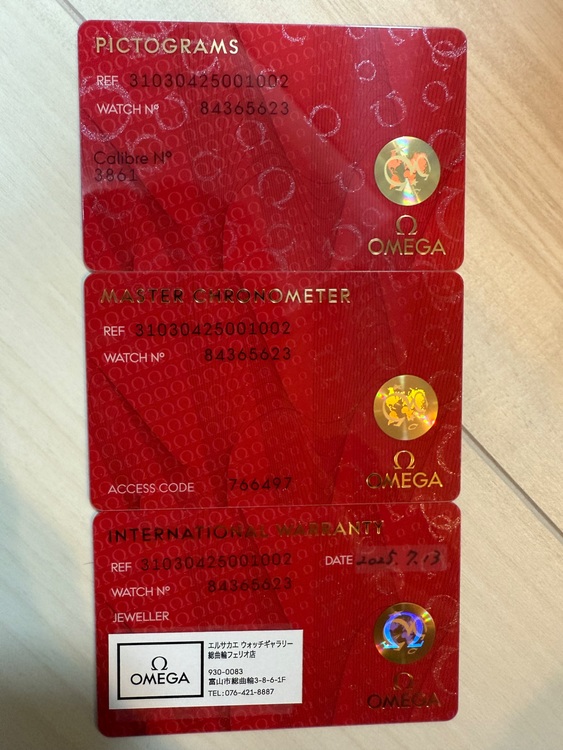 PICTOGRAMS
REF 31030425001002
WATCH Nº 84365623
Calibre Nº
3861
Ω
OMEGA
MASTER CHRONOMETER
REF 31030425001002
WATCH Nº 84365623
ACCESS CODE 766497
Ω
OMEGA
INTERNATIONAL WARRANTY
REF 31030425001002 DATE 2025.7.13
WATCH Nº 84365623
JEWELLER
Ω
OMEGA
エルサカエ ウォッチギャラリー
総曲輪フェリオ店
930-0083
富山市総曲輪3-8-6-1F
TEL:076-421-8887
Ω
OMEGA